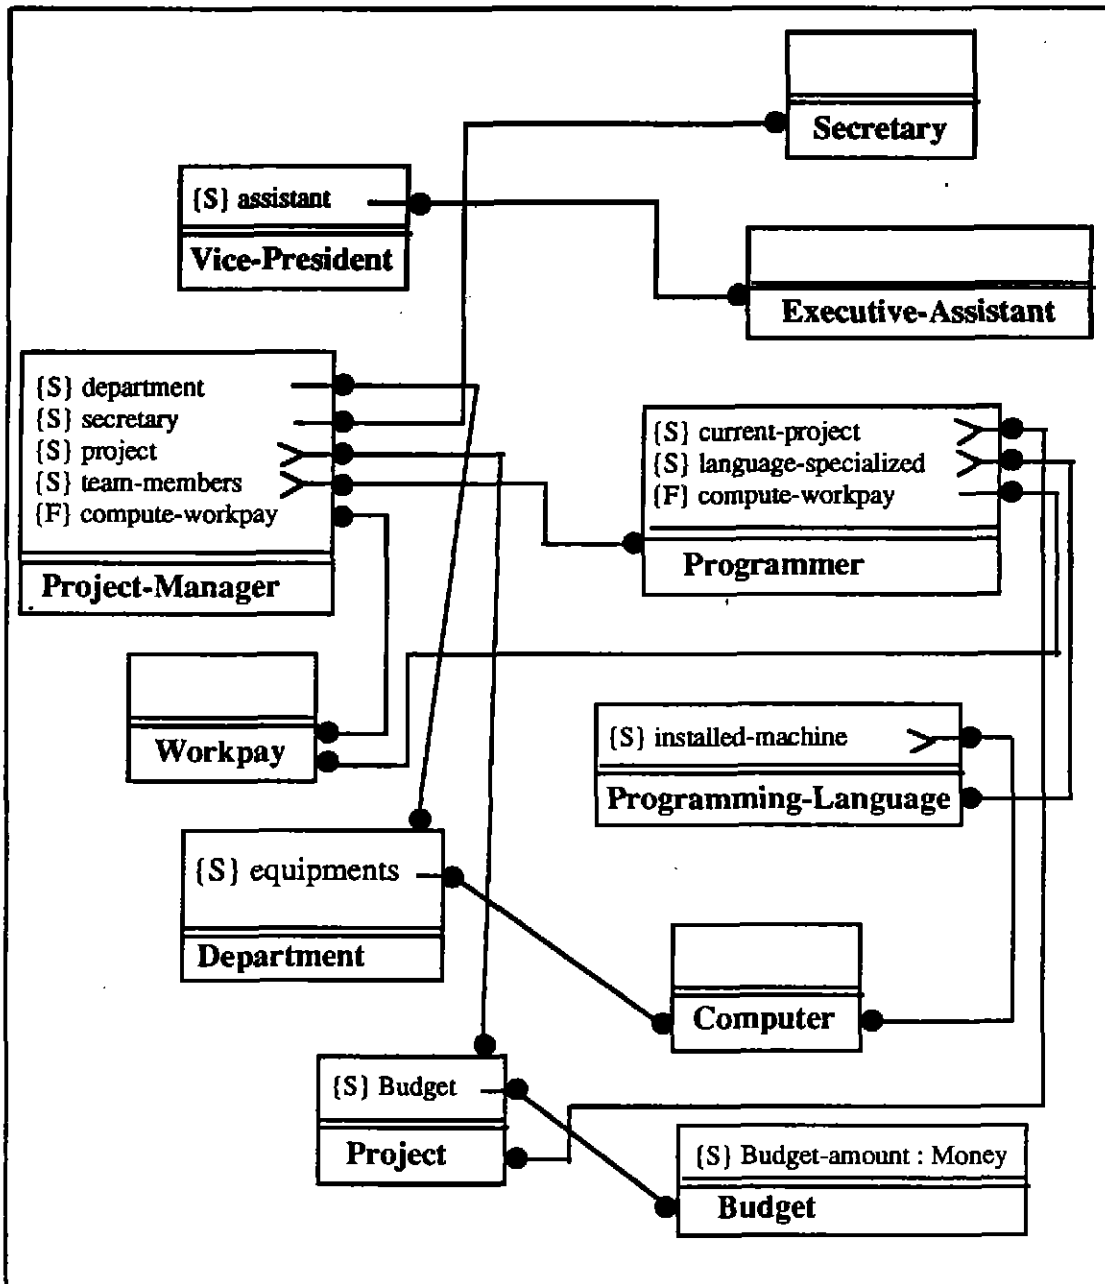 Secretary
{S} assistant
Vice-President
Executive-Assistant
{S} department
{S} secretary
{S} project
{S} team-members
{F} compute-workpay
Project-Manager
{S} current-project
{S} language-specialized
{F} compute-workpay
Programmer
Workpay
{S} installed-machine
Programming-Language
{S} equipments
Department
Computer
{S} Budget
Project
{S} Budget-amount : Money
Budget